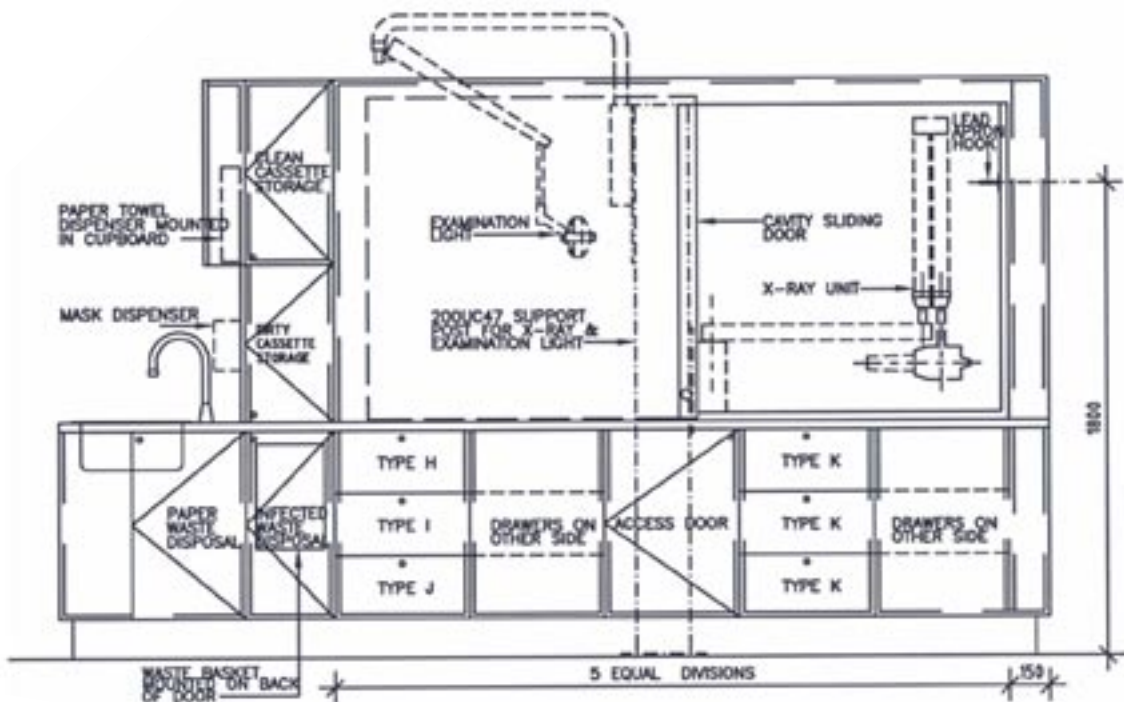 CLEAN
CASSETTE
STORAGE
PAPER TOWEL
DISPENSER MOUNTED
IN CUPBOARD
EXAMINATION
LIGHT
CAVITY SLIDING
DOOR
LEAD
APRON
HOOK
X-RAY UNIT
MASK DISPENSER
DIRTY
CASSETTE
STORAGE
200UC47 SUPPORT
POST FOR X-RAY &
EXAMINATION LIGHT
1800
TYPE H
TYPE I
TYPE J
PAPER
WASTE
DISPOSAL
INFECTED
WASTE
DISPOSAL
DRAWERS ON
OTHER SIDE
ACCESS DOOR
TYPE K
TYPE K
TYPE K
DRAWERS ON
OTHER SIDE
WASTE BASKET
MOUNTED ON BACK
OF DOOR
5 EQUAL DIVISIONS
150